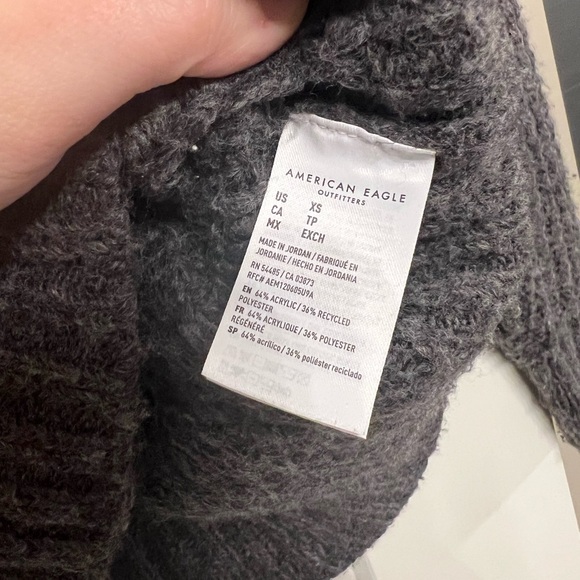 AMERICAN EAGLE
OUTFITTERS
US XS
CA TP
MX EXCH
MADE IN JORDAN / FABRIQUÉ EN
JORDANIE / HECHO EN JORDANIA
RN 54485 / CA 03873
RFC# AEM120605U9A
EN 64% ACRYLIC / 36% RECYCLED
POLYESTER
FR 64% ACRYLIQUE / 36% POLYESTER
RÉGÉNÉRÉ
SP 64% acrílico / 36% poliéster reciclado